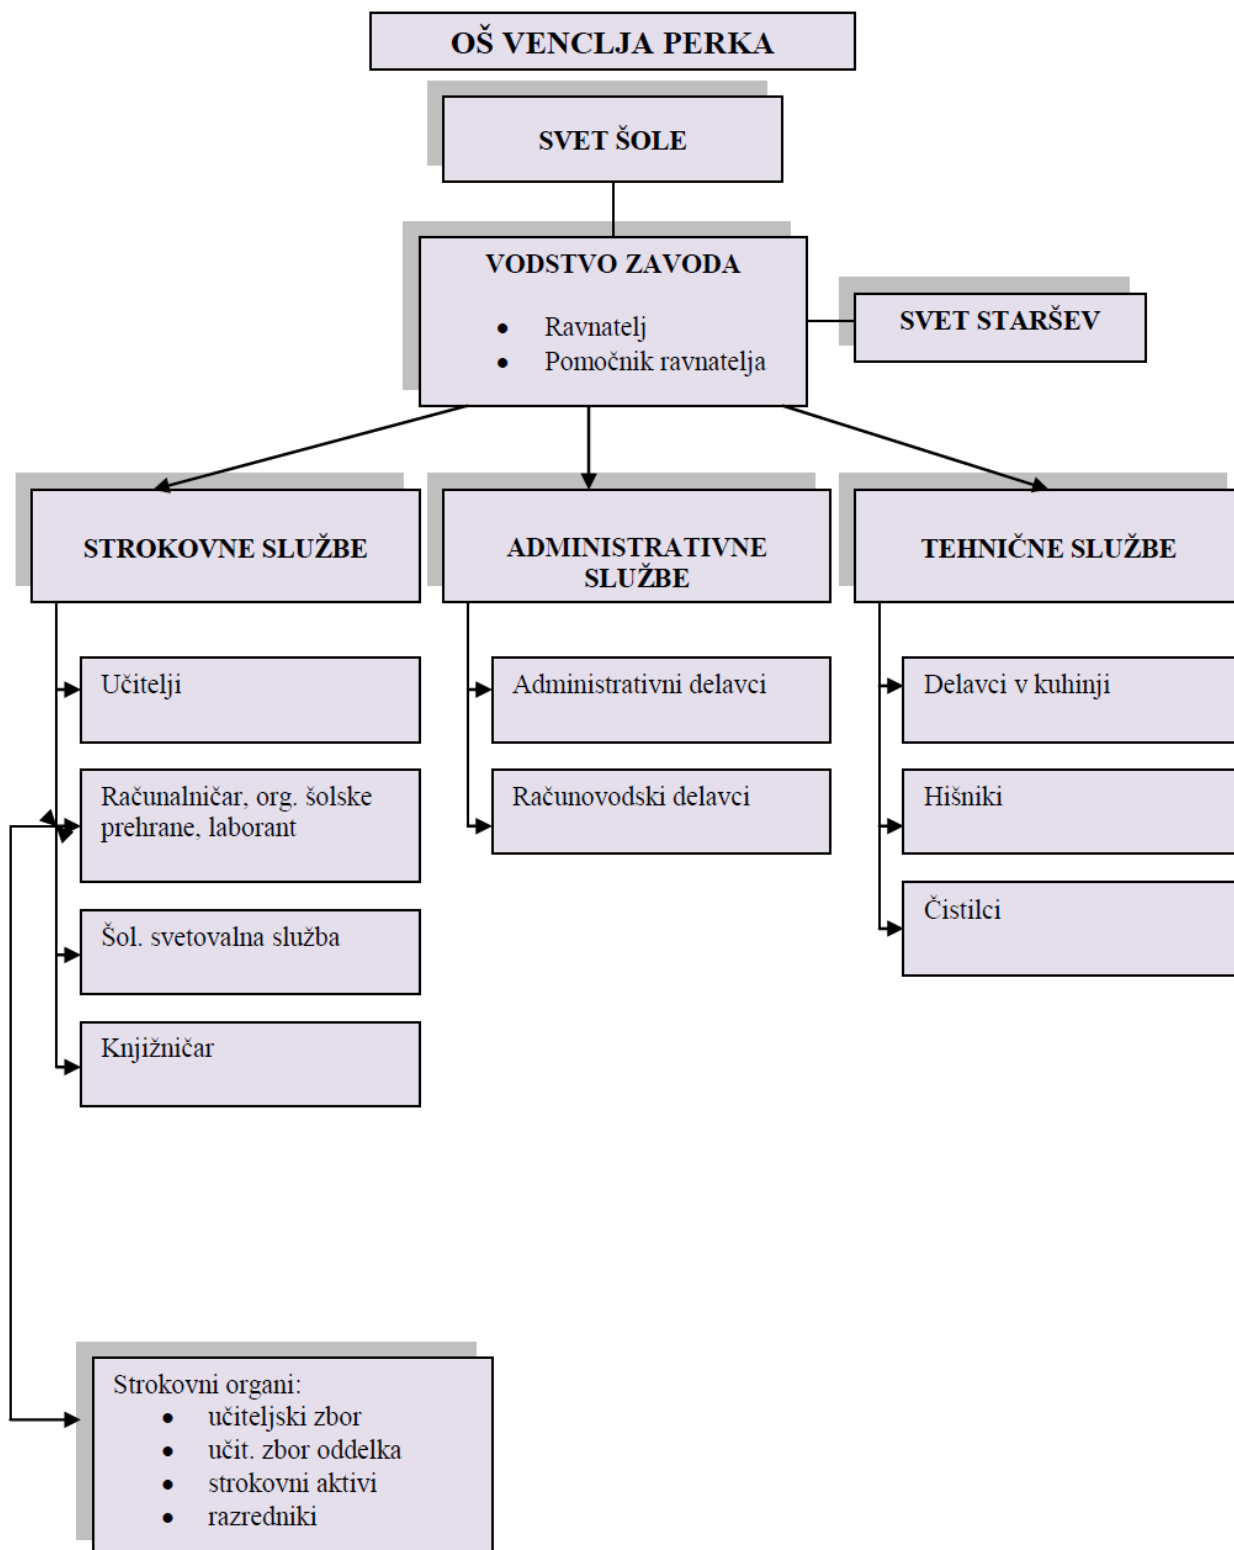 OŠ VENCLJA PERKA
SVET ŠOLE
VODSTVO ZAVODA
• Ravnatelj
• Pomočnik ravnatelja
SVET STARŠEV
STROKOVNE SLUŽBE
Učitelji
Računalničar, org. šolske
prehrane, laborant
Šol. svetovalna služba
Knjižničar
ADMINISTRATIVNE
SLUŽBE
Administrativni delavci
Računovodski delavci
TEHNIČNE SLUŽBE
Delavci v kuhinji
Hišniki
Čistilci
Strokovni organi:
• učiteljski zbor
• učit. zbor oddelka
• strokovni aktivi
• razredniki